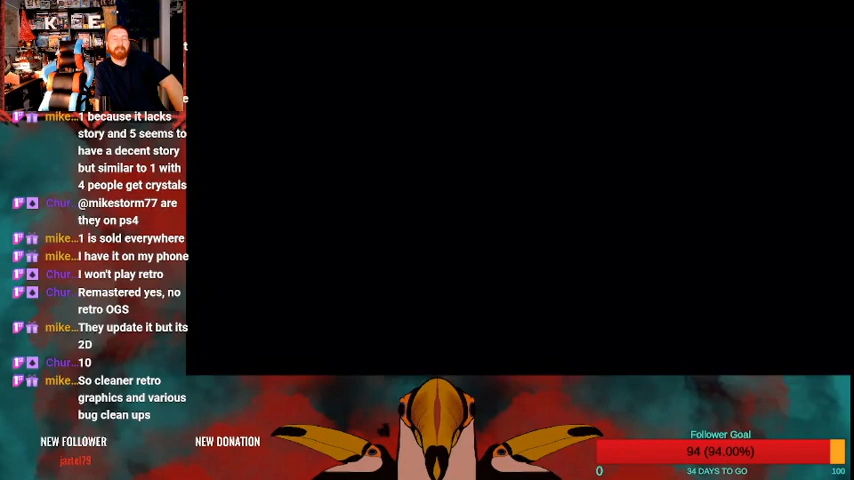 K E
mike... 1 because it lacks
story and 5 seems to
have a decent story
but similar to 1 with
4 people get crystals
Chur... @mikestorm77 are
they on ps4
mike... 1 is sold everywhere
mike... I have it on my phone
Chur... I won't play retro
Chur... Remastered yes, no
retro OGS
mike... They update it but its
2D
Chur... 10
mike... So cleaner retro
graphics and various
bug clean ups
NEW FOLLOWER
jaztel79
NEW DONATION
Follower Goal
94 (94.00%)
0
34 DAYS TO GO
100